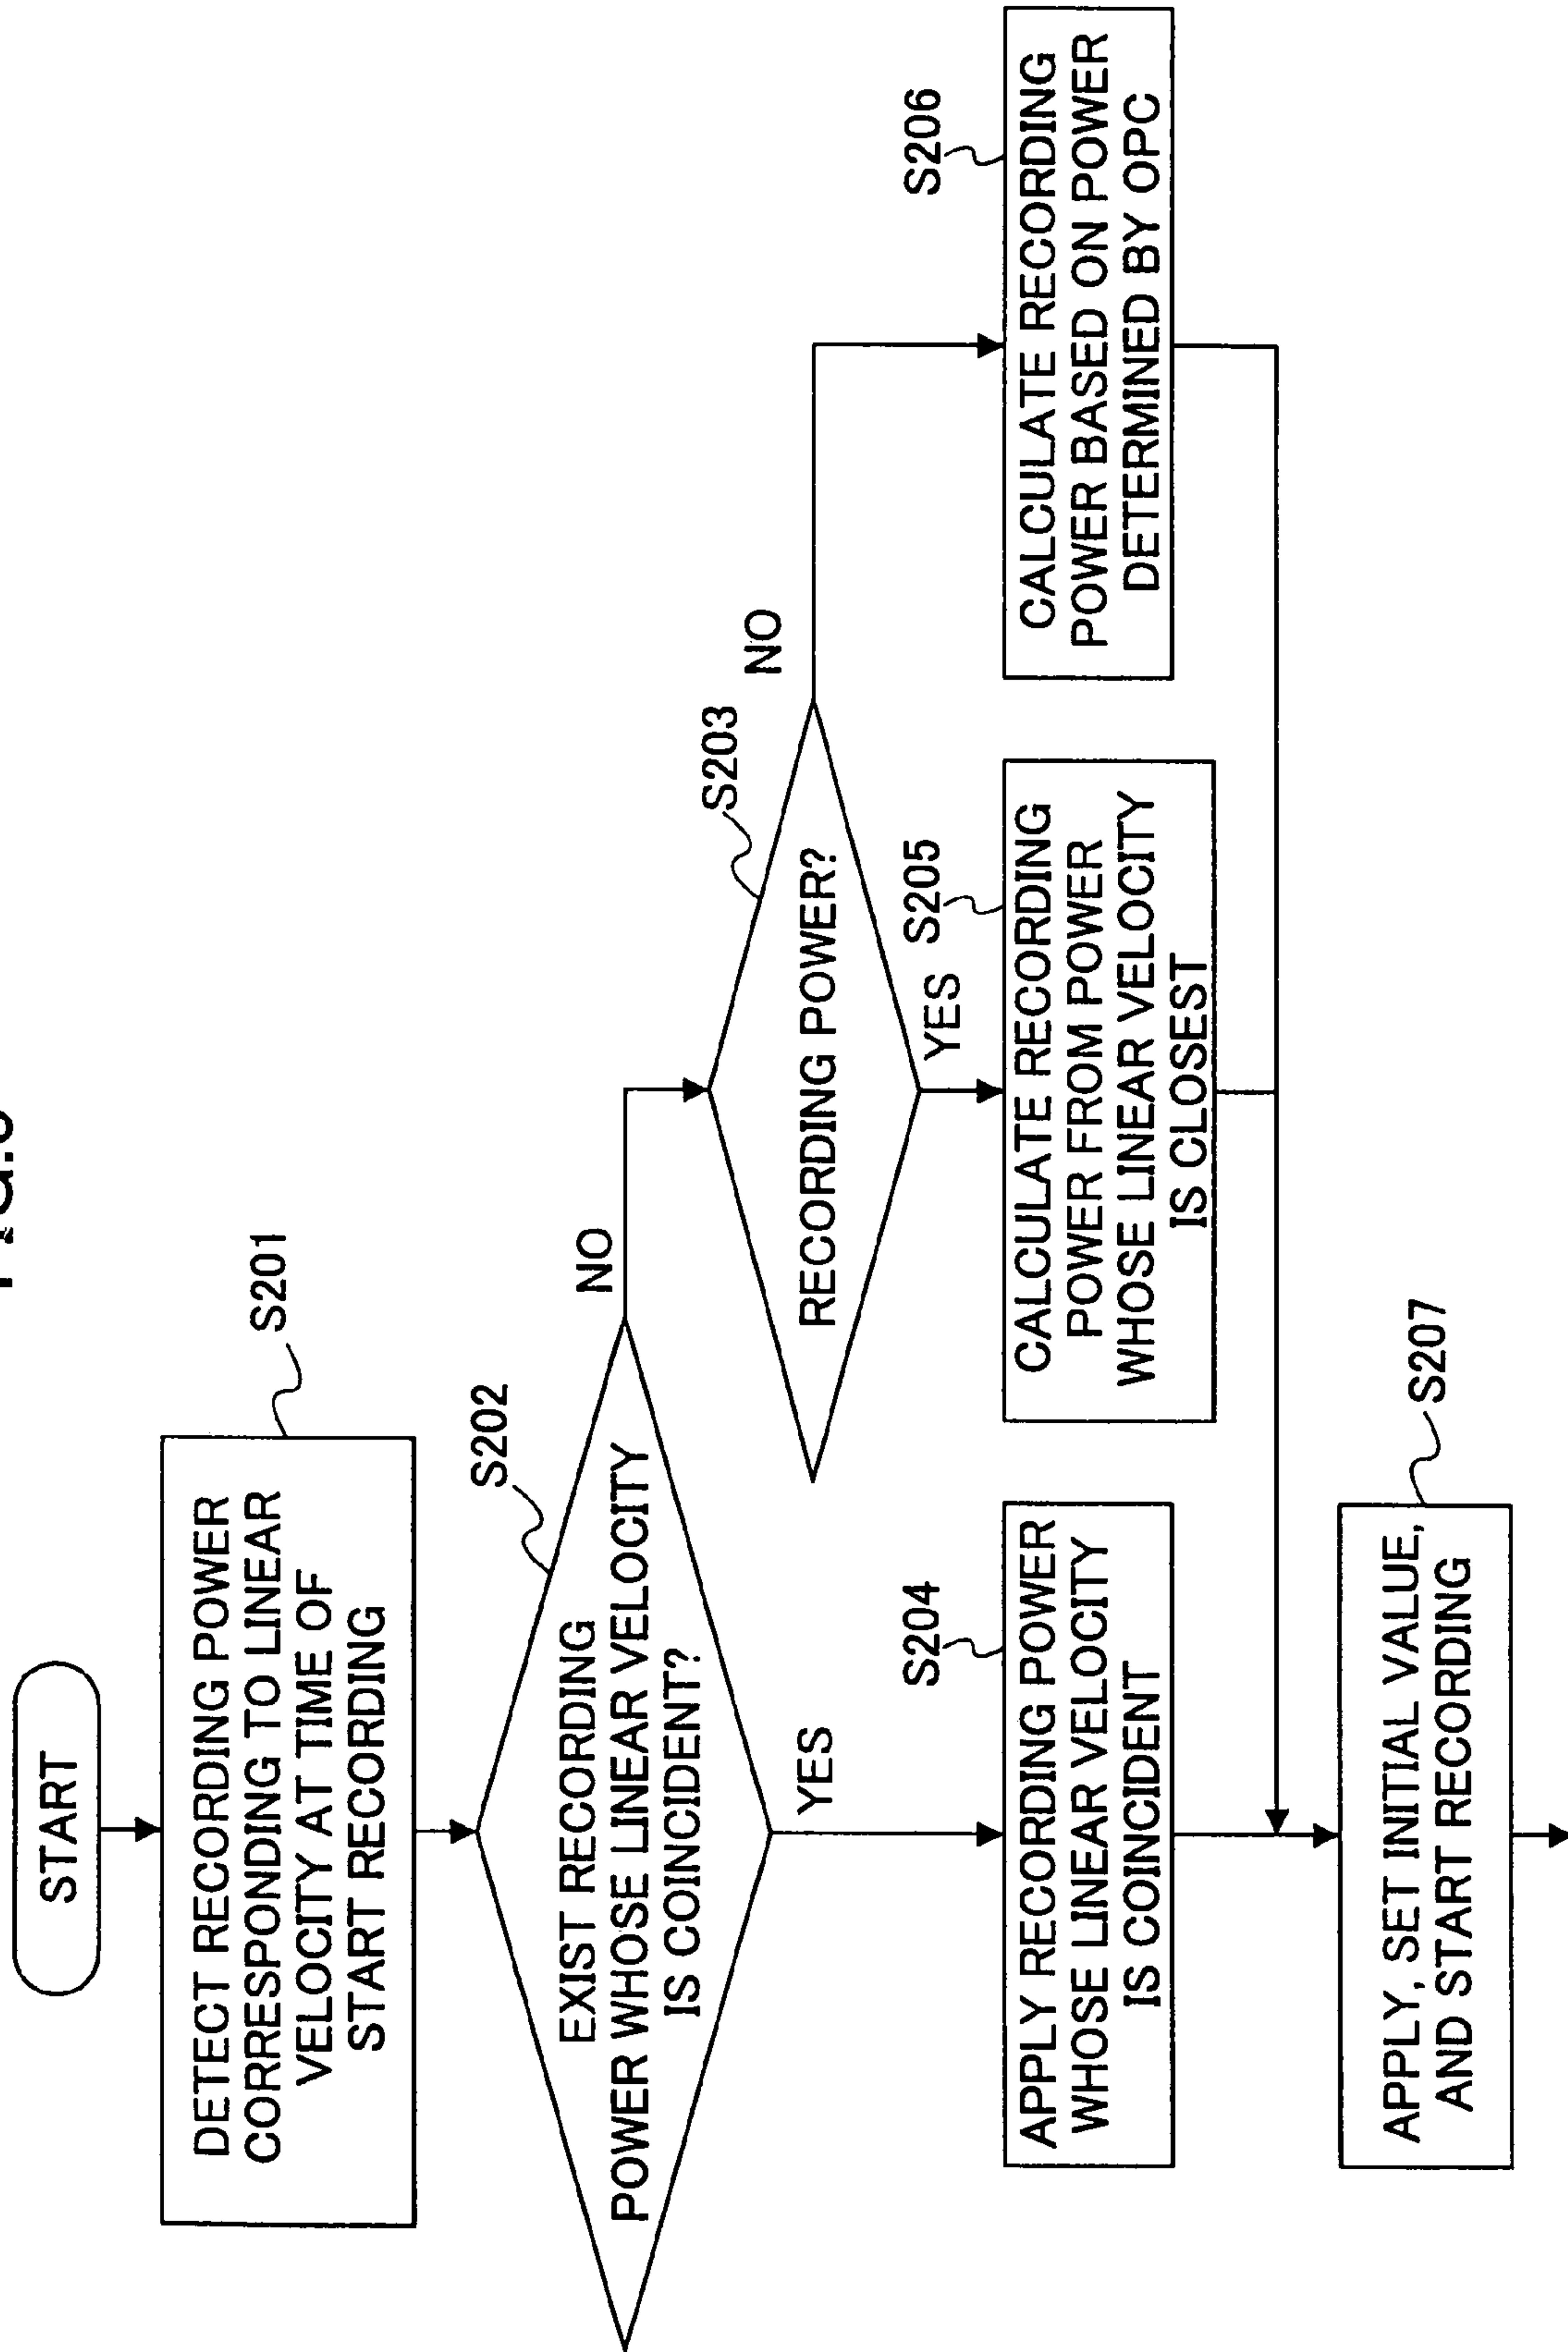 START
S201
DETECT RECORDING POWER
CORRESPONDING TO LINEAR
VELOCITY AT TIME OF
START RECORDING
S202
EXIST RECORDING
POWER WHOSE LINEAR VELOCITY
IS COINCIDENT?
NO
YES
S203
RECORDING POWER?
NO
YES
S204
APPLY RECORDING POWER
WHOSE LINEAR VELOCITY
IS COINCIDENT
S205
CALCULATE RECORDING
POWER FROM POWER
WHOSE LINEAR VELOCITY
IS CLOSEST
S206
CALCULATE RECORDING
POWER BASED ON POWER
DETERMINED BY OPC
S207
APPLY, SET INITIAL VALUE,
AND START RECORDING